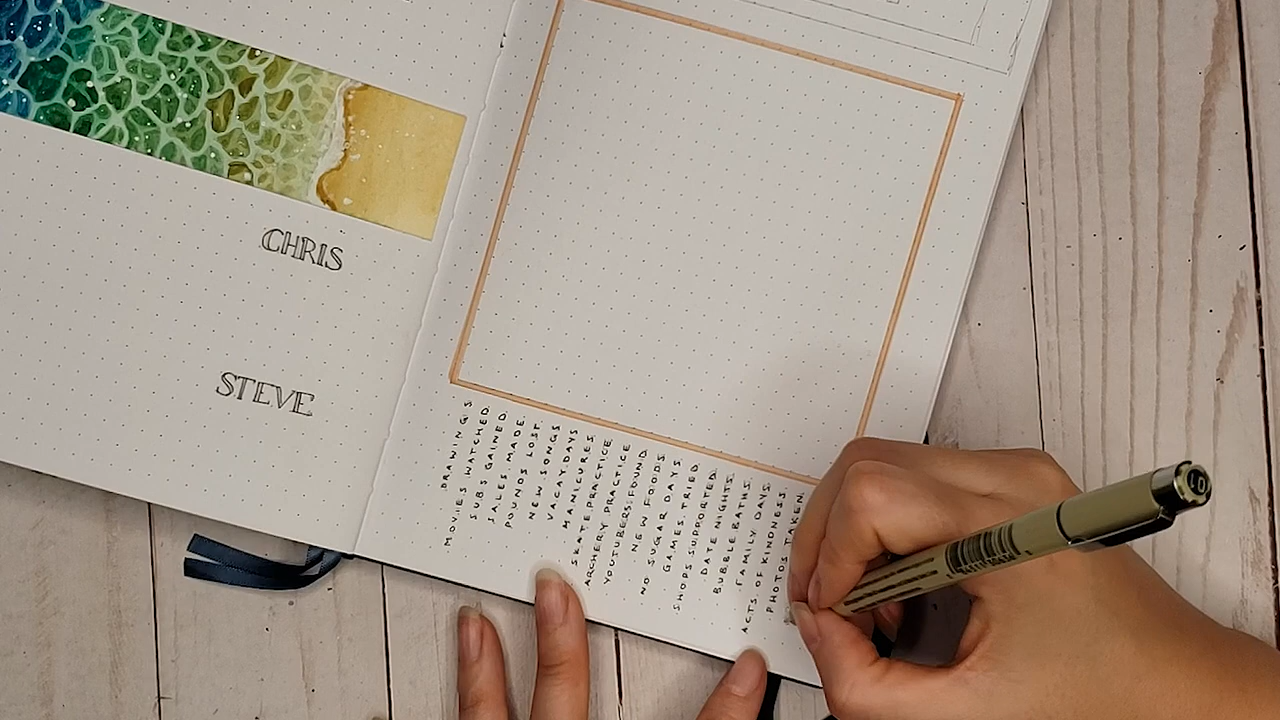 CHRIS
STEVE
DRAWINGS
MOVIES WATCHED
SUBS GAINED
SALES MADE
POUNDS LOST
NEW SONGS
VACAY DAYS
MANICURES
SKATE PRACTICE
ARCHERY PRACTICE
YOUTUBERS FOUND
NEW FOODS
NO SUGAR DAYS
GAMES TRIED
SHOPS SUPPORTED
DATE NIGHTS
BUBBLE BATHS
FAMILY DAYS
ACTS OF KINDNESS
PHOTOS TAKEN